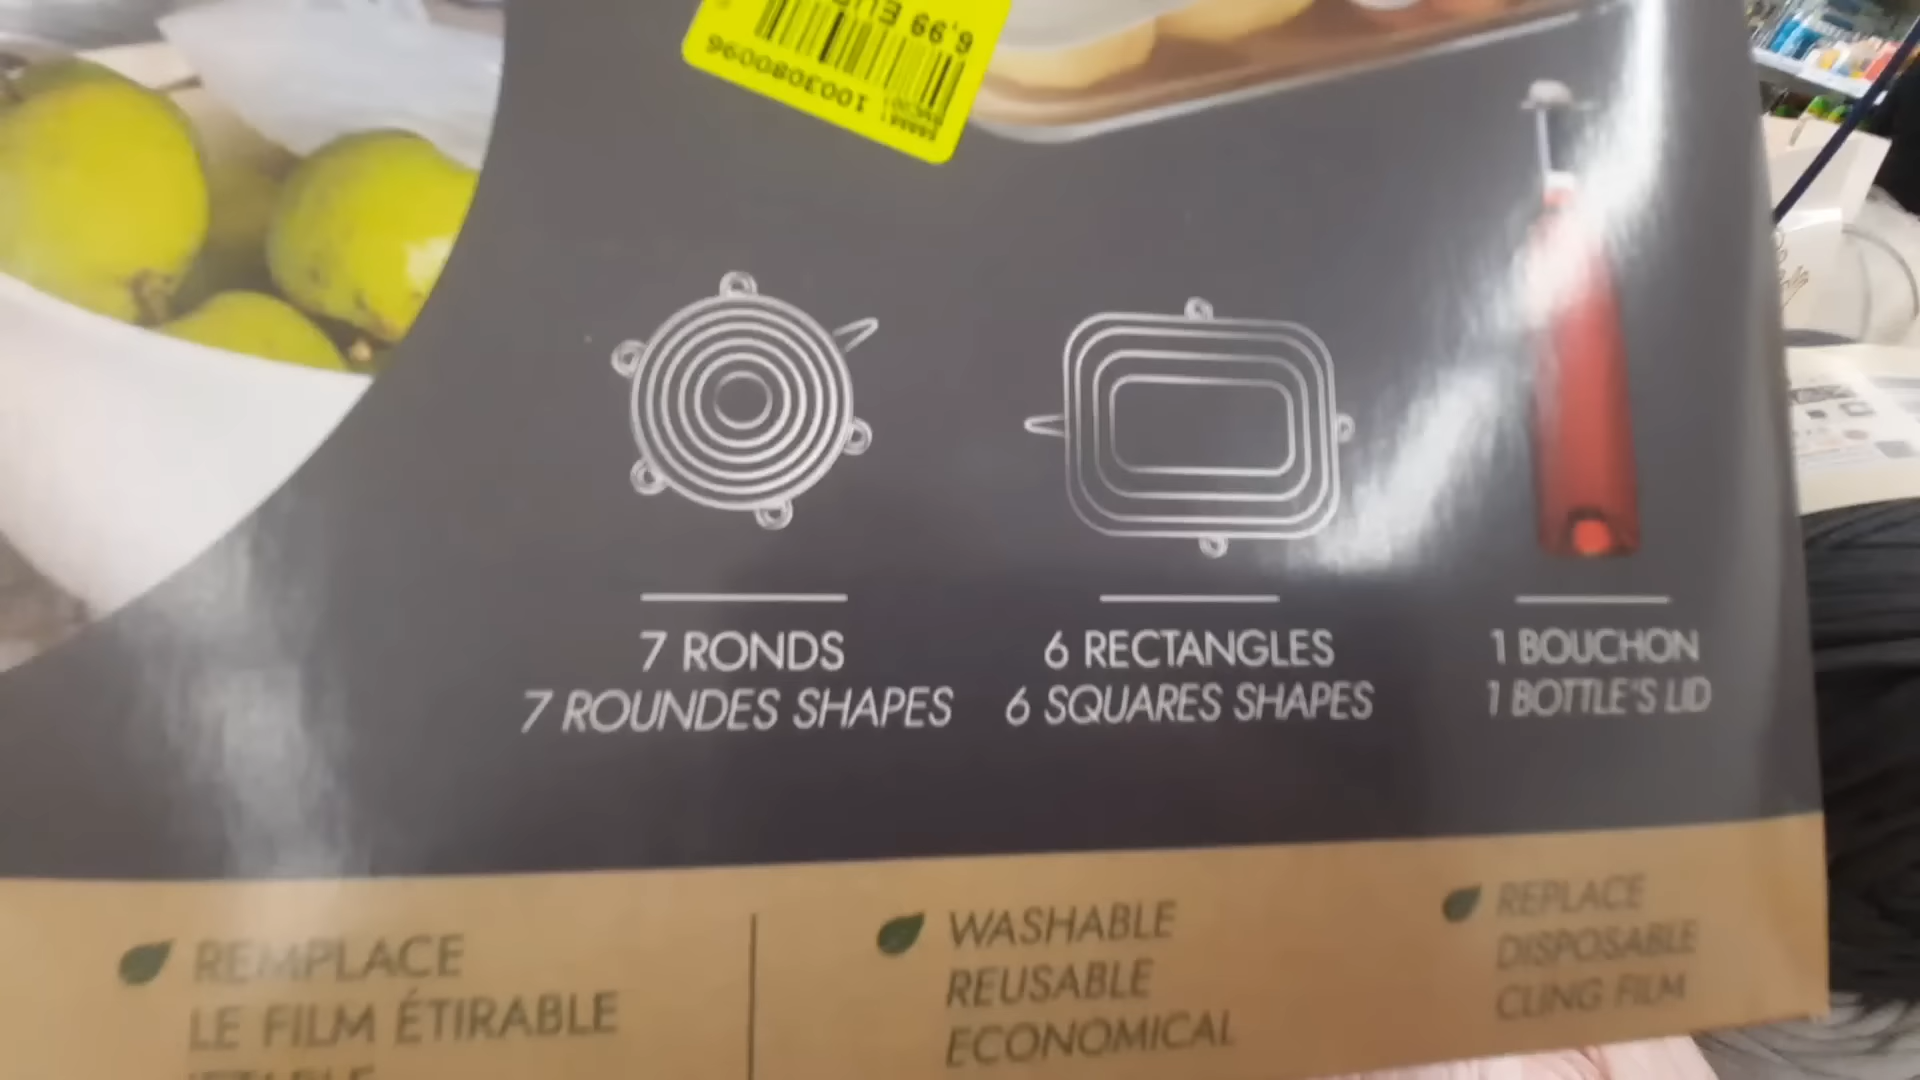 6.99 EUR
1003080096
7 RONDS
7 ROUNDES SHAPES
6 RECTANGLES
6 SQUARES SHAPES
1 BOUCHON
1 BOTTLE'S LID
REMPLACE
LE FILM ÉTIRABLE
WASHABLE
REUSABLE
ECONOMICAL
REPLACE
DISPOSABLE
CLING FILM